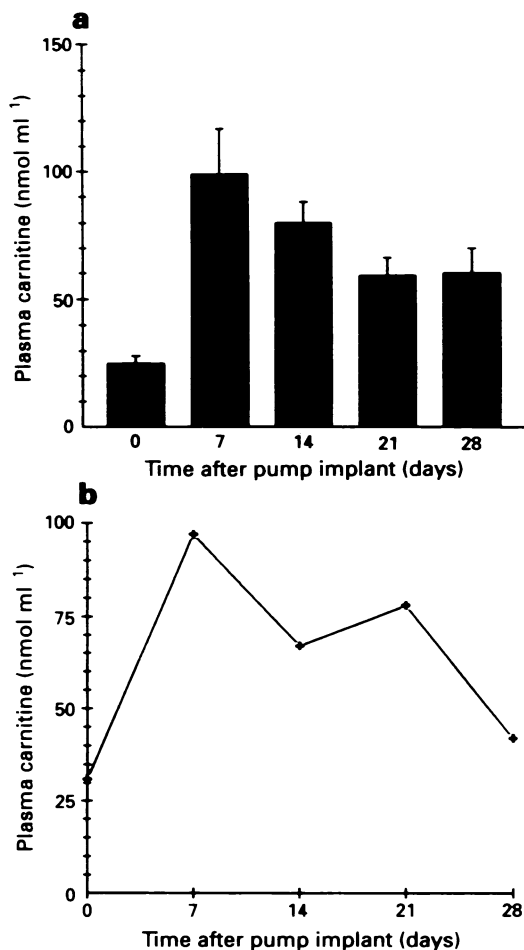 a
Plasma carnitine (nmol ml 1)
150
100
50
0
0 7 14 21 28
Time after pump implant (days)
b
Plasma carnitine (nmol ml 1)
100
75
50
25
0
0 7 14 21 28
Time after pump implant (days)